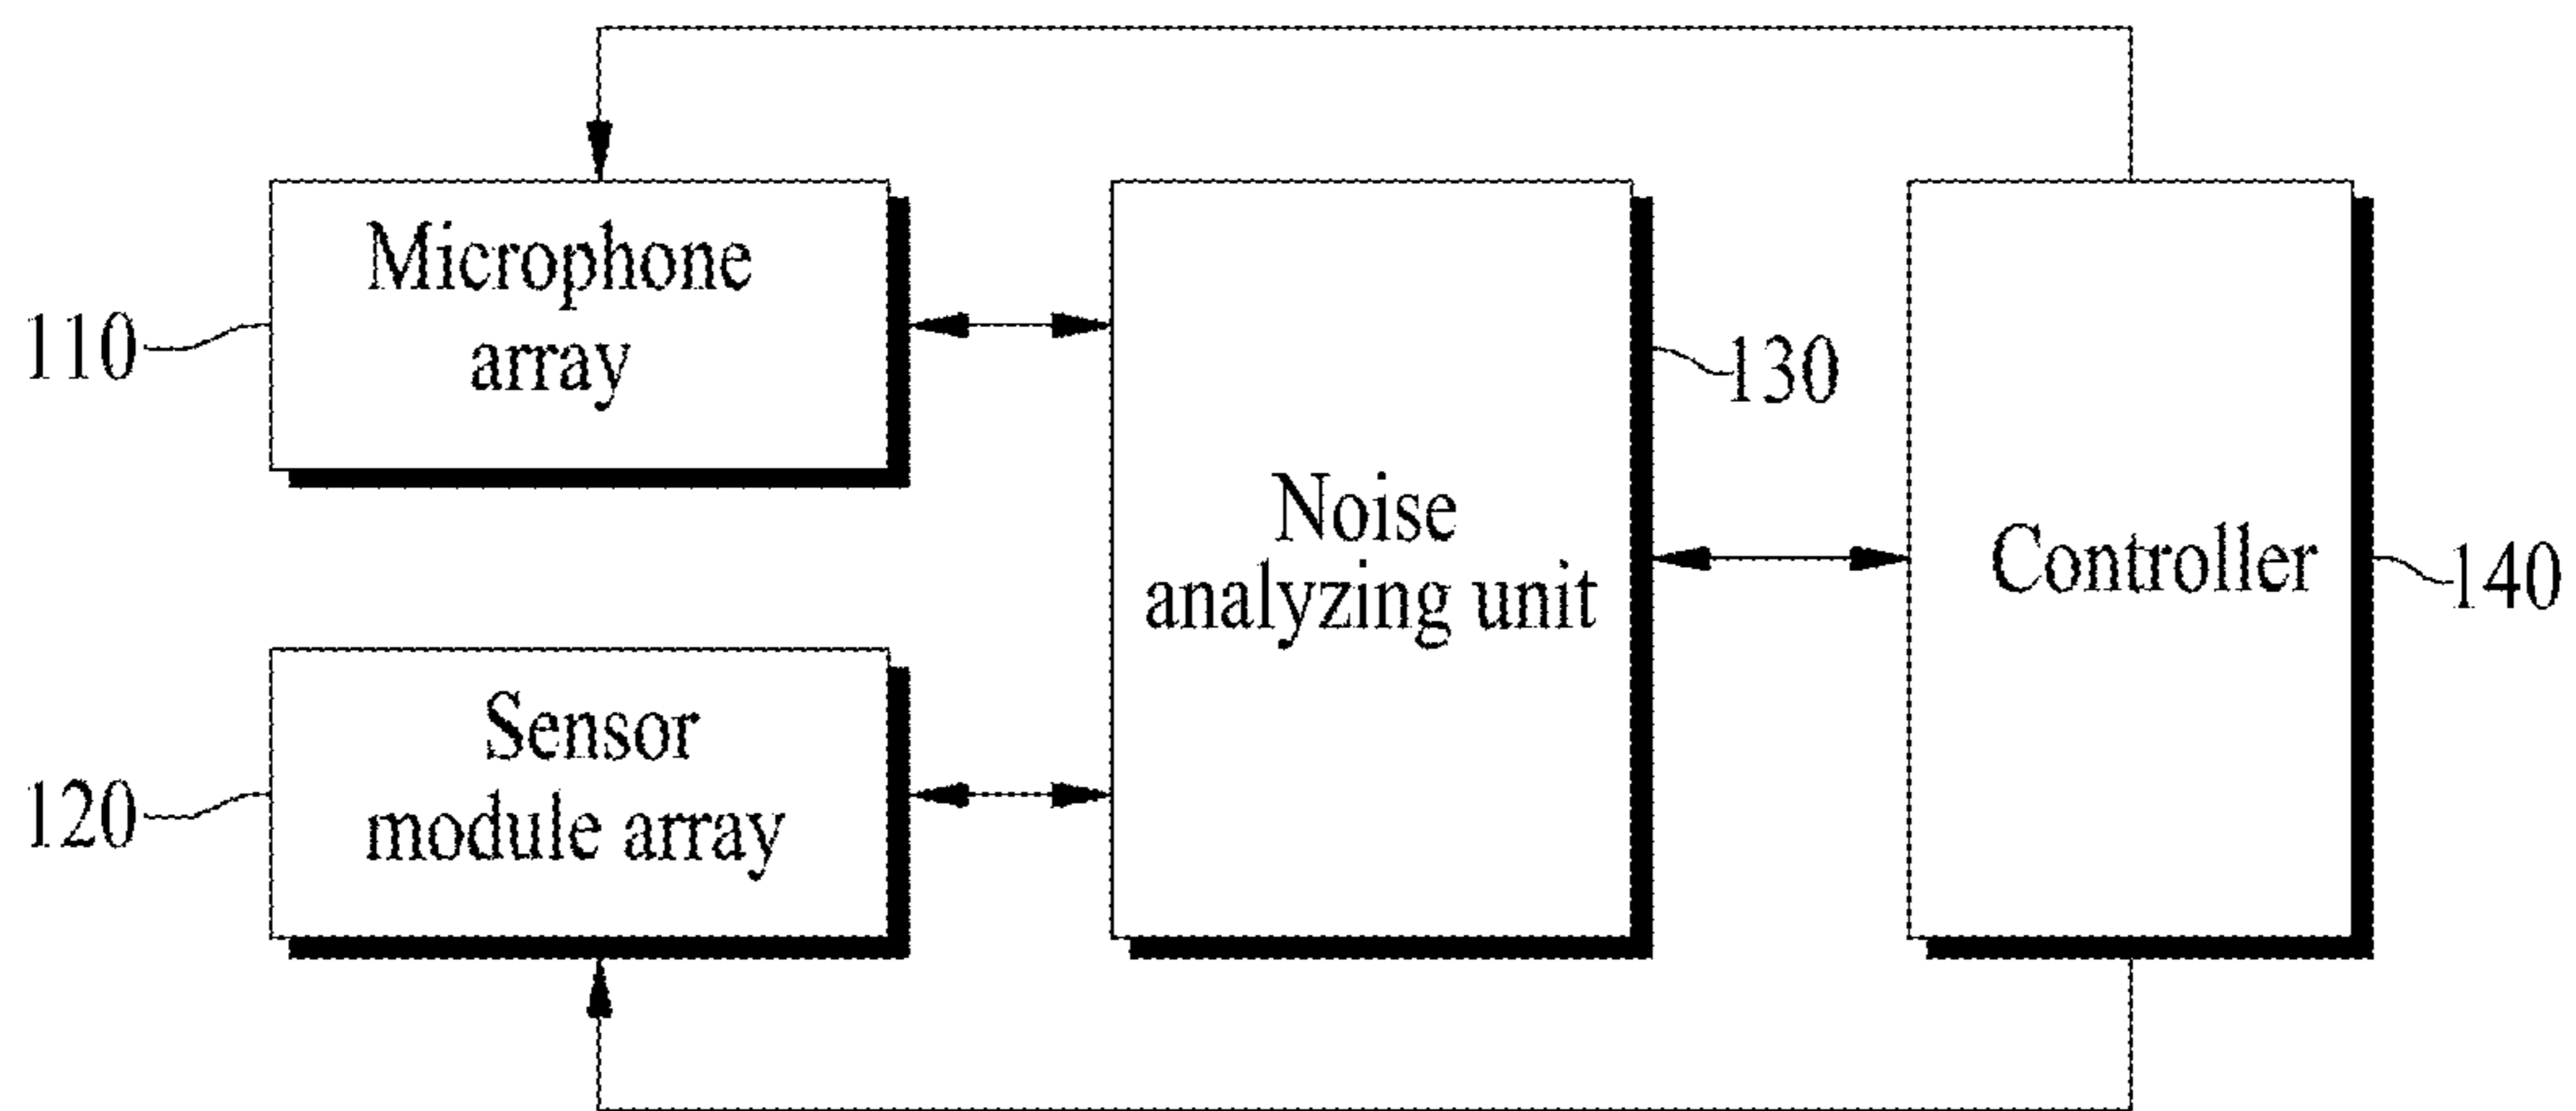 Microphone
array
110
Sensor
module array
120
Noise
analyzing unit
130
Controller
140